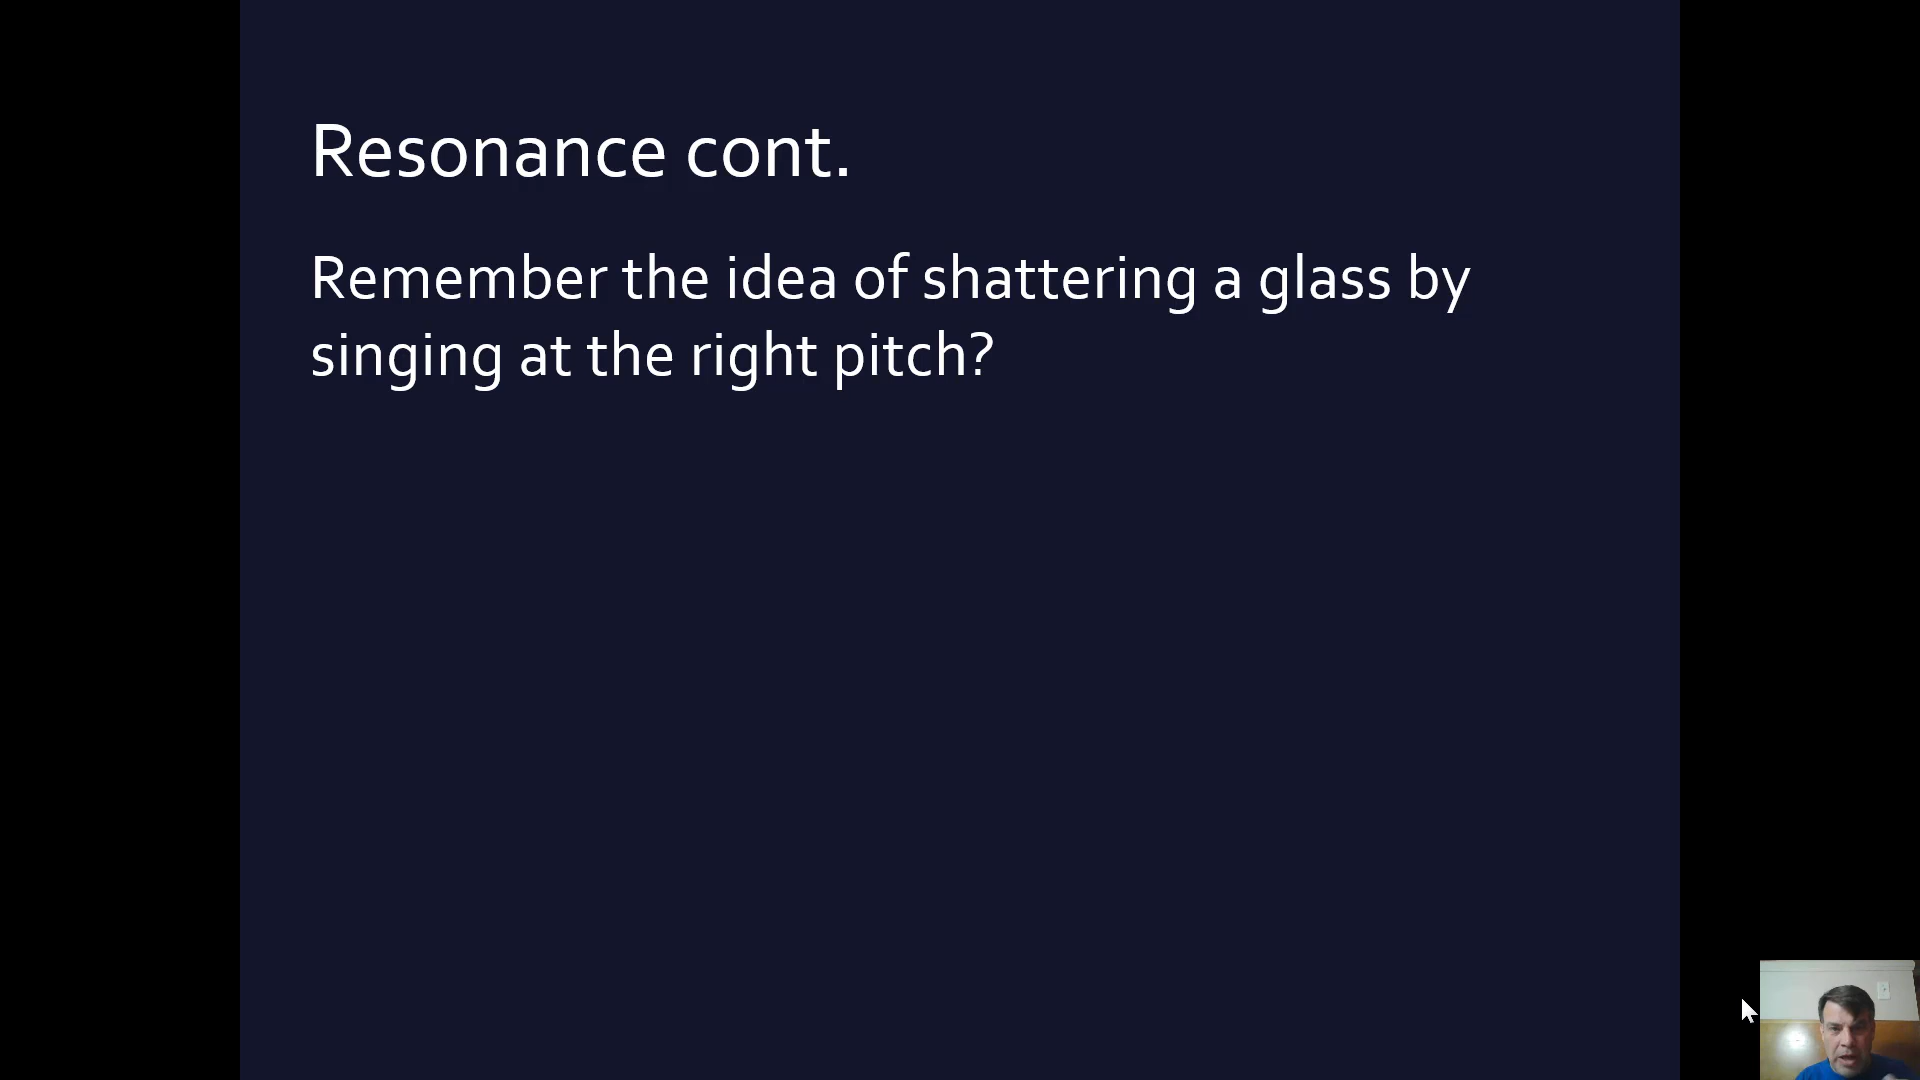 Resonance cont.
Remember the idea of shattering a glass by
singing at the right pitch?